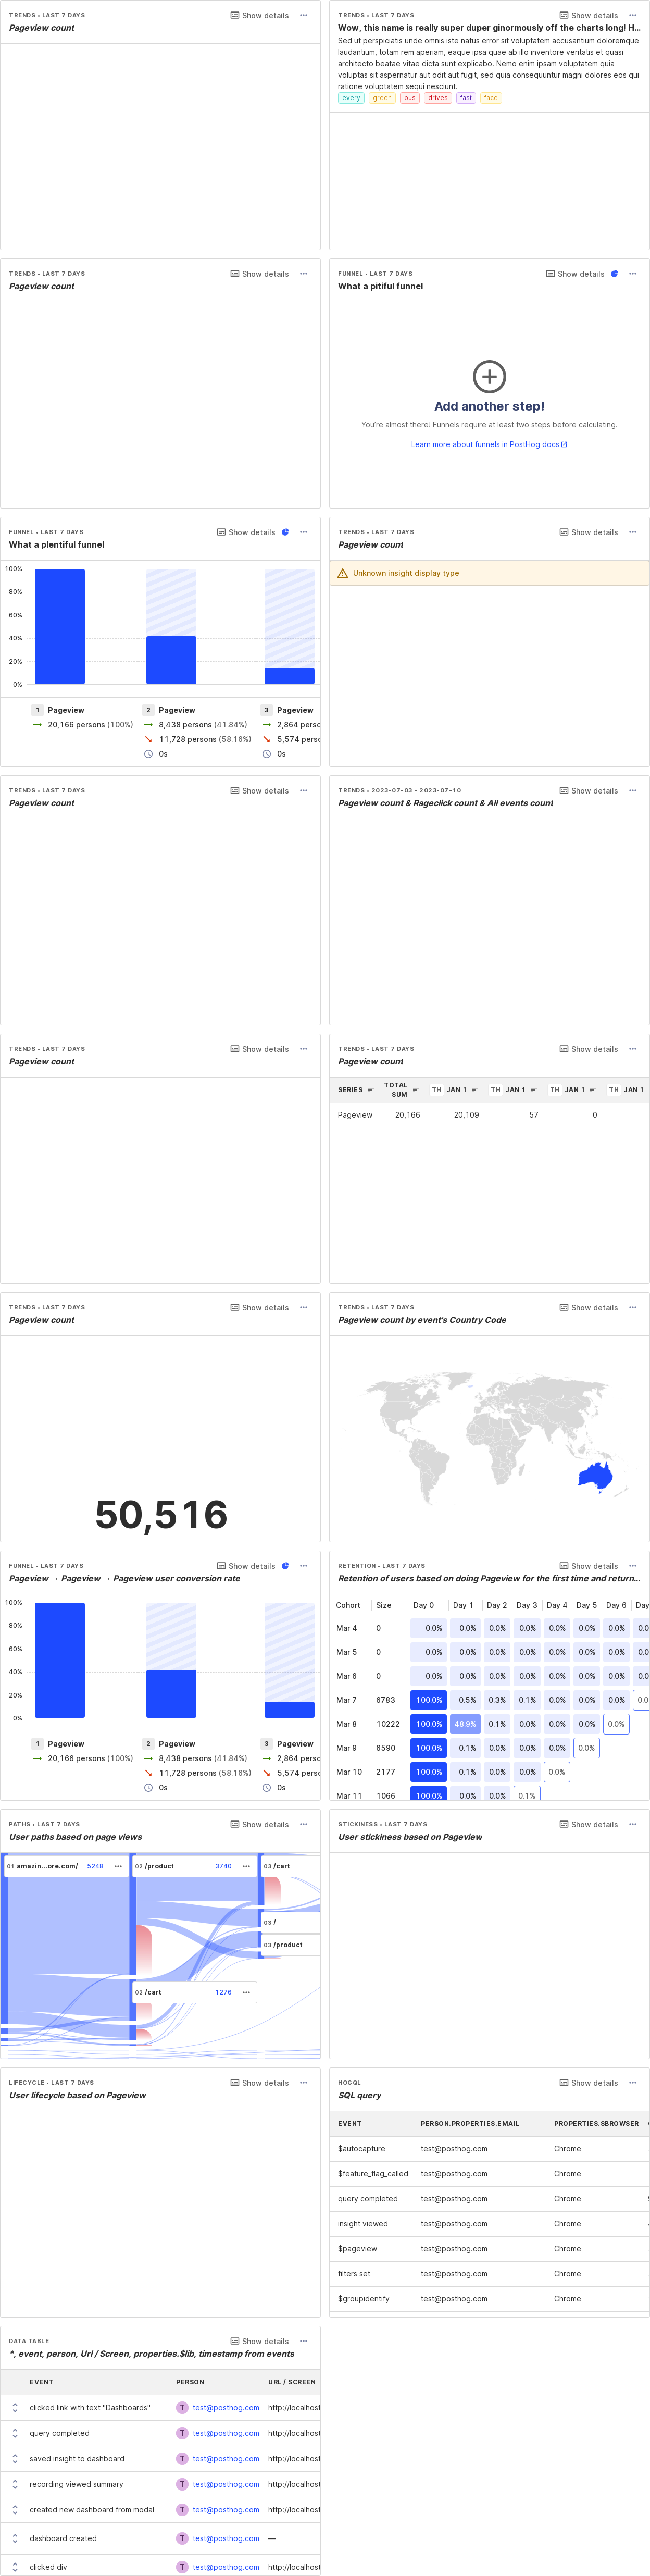 TRENDS • LAST 7 DAYS
Show details
Pageview count
TRENDS • LAST 7 DAYS
Show details
Wow, this name is really super duper ginormously off the charts long! H...
Sed ut perspiciatis unde omnis iste natus error sit voluptatem accusantium doloremque
laudantium, totam rem aperiam, eaque ipsa quae ab illo inventore veritatis et quasi
architecto beatae vitae dicta sunt explicabo. Nemo enim ipsam voluptatem quia
voluptas sit aspernatur aut odit aut fugit, sed quia consequuntur magni dolores eos qui
ratione voluptatem sequi nesciunt.
every green bus drives fast face
TRENDS • LAST 7 DAYS
Show details
Pageview count
FUNNEL • LAST 7 DAYS
Show details
What a pitiful funnel
Add another step!
You're almost there! Funnels require at least two steps before calculating.
Learn more about funnels in PostHog docs
FUNNEL • LAST 7 DAYS
Show details
What a plentiful funnel
100%
80%
60%
40%
20%
0%
1 Pageview
20,166 persons (100%)
2 Pageview
8,438 persons (41.84%)
11,728 persons (58.16%)
0s
3 Pageview
2,864 perso
5,574 perso
0s
TRENDS • LAST 7 DAYS
Show details
Pageview count
Unknown insight display type
TRENDS • LAST 7 DAYS
Show details
Pageview count
TRENDS • 2023-07-03 - 2023-07-10
Show details
Pageview count & Rageclick count & All events count
TRENDS • LAST 7 DAYS
Show details
Pageview count
TRENDS • LAST 7 DAYS
Show details
Pageview count
SERIES TOTAL SUM TH JAN 1 TH JAN 1 TH JAN 1 TH JAN 1
Pageview 20,166 20,109 57 0
TRENDS • LAST 7 DAYS
Show details
Pageview count
50,516
TRENDS • LAST 7 DAYS
Show details
Pageview count by event's Country Code
FUNNEL • LAST 7 DAYS
Show details
Pageview → Pageview → Pageview user conversion rate
100%
80%
60%
40%
20%
0%
1 Pageview
20,166 persons (100%)
2 Pageview
8,438 persons (41.84%)
11,728 persons (58.16%)
0s
3 Pageview
2,864 perso
5,574 perso
0s
RETENTION • LAST 7 DAYS
Show details
Retention of users based on doing Pageview for the first time and return...
Cohort Size Day 0 Day 1 Day 2 Day 3 Day 4 Day 5 Day 6 Day
Mar 4 0 0.0% 0.0% 0.0% 0.0% 0.0% 0.0% 0.0% 0.0
Mar 5 0 0.0% 0.0% 0.0% 0.0% 0.0% 0.0% 0.0% 0.0
Mar 6 0 0.0% 0.0% 0.0% 0.0% 0.0% 0.0% 0.0% 0.0
Mar 7 6783 100.0% 0.5% 0.3% 0.1% 0.0% 0.0% 0.0% 0.0
Mar 8 10222 100.0% 48.9% 0.1% 0.0% 0.0% 0.0% 0.0%
Mar 9 6590 100.0% 0.1% 0.0% 0.0% 0.0% 0.0%
Mar 10 2177 100.0% 0.1% 0.0% 0.0% 0.0%
Mar 11 1066 100.0% 0.0% 0.0% 0.1%
PATHS • LAST 7 DAYS
Show details
User paths based on page views
01 amazin...ore.com/ 5248
02 /product 3740
03 /cart
03 /
03 /product
02 /cart 1276
STICKINESS • LAST 7 DAYS
Show details
User stickiness based on Pageview
LIFECYCLE • LAST 7 DAYS
Show details
User lifecycle based on Pageview
HOGQL
Show details
SQL query
EVENT PERSON.PROPERTIES.EMAIL PROPERTIES.$BROWSER
$autocapture test@posthog.com Chrome
$feature_flag_called test@posthog.com Chrome
query completed test@posthog.com Chrome
insight viewed test@posthog.com Chrome
$pageview test@posthog.com Chrome
filters set test@posthog.com Chrome
$groupidentify test@posthog.com Chrome
DATA TABLE
Show details
*, event, person, Url / Screen, properties.$lib, timestamp from events
EVENT PERSON URL / SCREEN
clicked link with text "Dashboards" T test@posthog.com http://localhost
query completed T test@posthog.com http://localhost
saved insight to dashboard T test@posthog.com http://localhost
recording viewed summary T test@posthog.com http://localhost
created new dashboard from modal T test@posthog.com http://localhost
dashboard created T test@posthog.com —
clicked div T test@posthog.com http://localhost